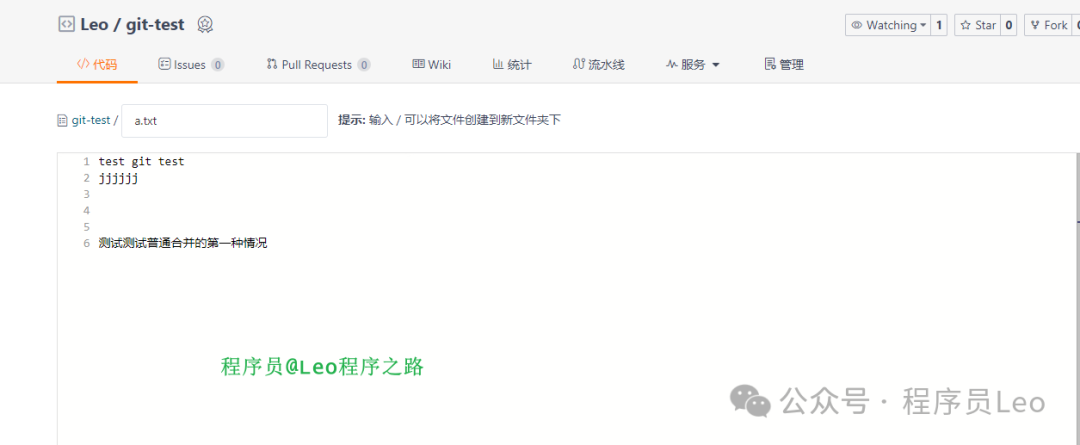 Leo / git-test
Watching 1 Star 0 Fork
代码 Issues 0 Pull Requests 0 Wiki 统计 流水线 服务 管理
git-test / a.txt 提示: 输入 / 可以将文件创建到新文件夹下
1 test git test
2 jjjjjj
3
4
5
6 测试测试普通合并的第一种情况
程序员@Leo程序之路
公众号 · 程序员Leo